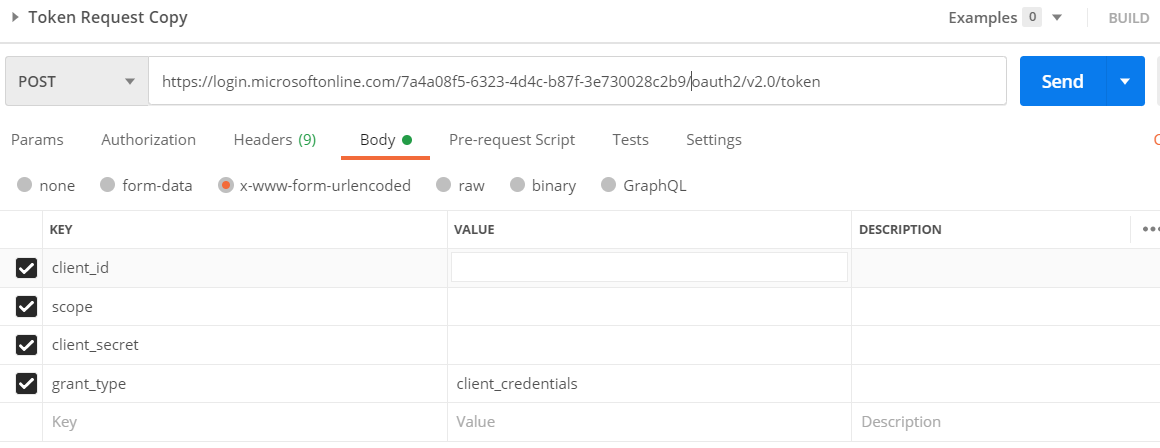 Token Request Copy Examples 0 BUILD
POST https://login.microsoftonline.com/7a4a08f5-6323-4d4c-b87f-3e730028c2b9/oauth2/v2.0/token Send
Params Authorization Headers (9) Body Pre-request Script Tests Settings
none form-data x-www-form-urlencoded raw binary GraphQL
KEY VALUE DESCRIPTION
client_id
scope
client_secret
grant_type client_credentials
Key Value Description